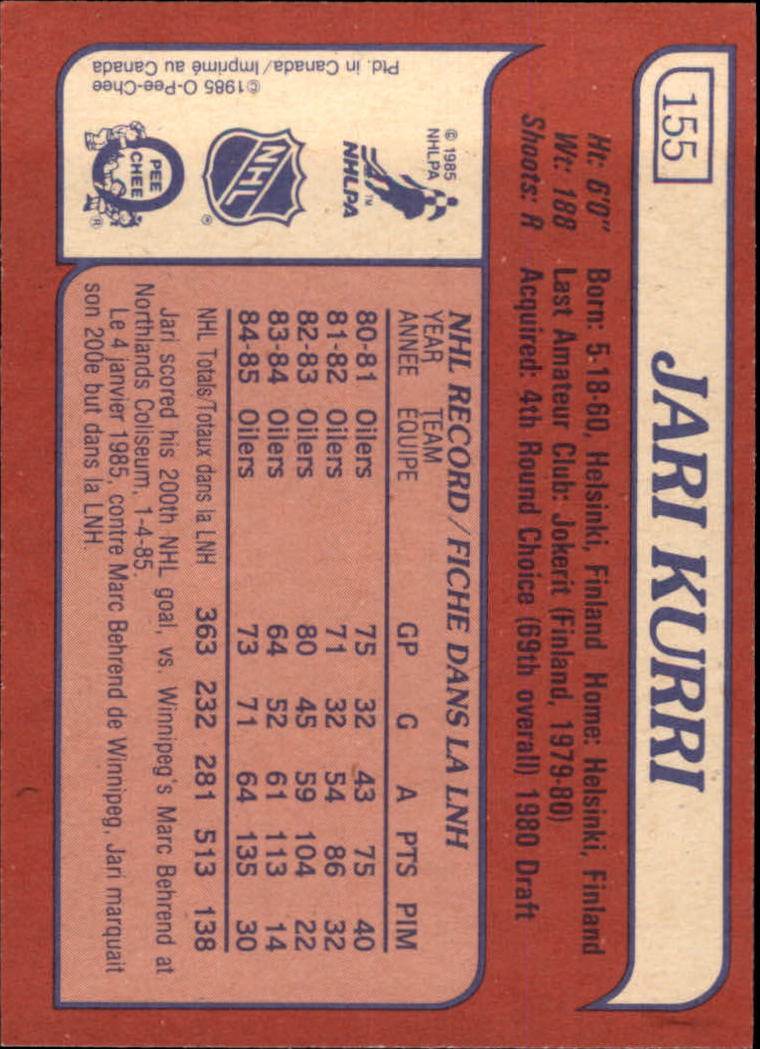 155
JARI KURRI
Ht: 6'0" Born: 5-18-60, Helsinki, Finland Home: Helsinki, Finland
Wt: 188 Last Amateur Club: Jokerit (Finland, 1979-80)
Shoots: R Acquired: 4th Round Choice (69th overall) 1980 Draft
© 1985
NHLPA
NHLPA
TM
NHL
®
PEE
CHEE
®
©1985 O-Pee-Chee
Ptd. in Canada/Imprimé au Canada
NHL RECORD/FICHE DANS LA LNH
YEAR TEAM
ANNÉE ÉQUIPE GP G A PTS PIM
80-81 Oilers 75 32 43 75 40
81-82 Oilers 71 32 54 86 32
82-83 Oilers 80 45 59 104 22
83-84 Oilers 64 52 61 113 14
84-85 Oilers 73 71 64 135 30
NHL Totals/Totaux dans la LNH 363 232 281 513 138
Jari scored his 200th NHL goal, vs. Winnipeg's Marc Behrend at
Northlands Coliseum, 1-4-85.
Le 4 janvier 1985, contre Marc Behrend de Winnipeg, Jari marquait
son 200e but dans la LNH.